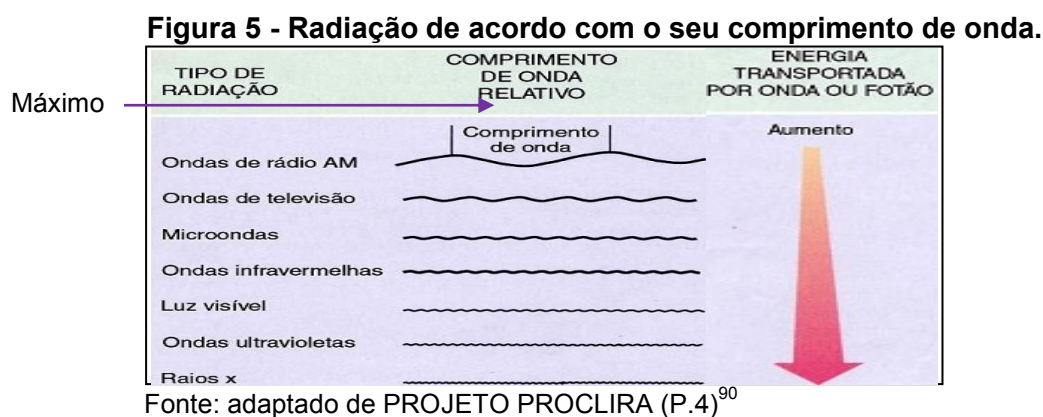 Figura 5 - Radiação de acordo com o seu comprimento de onda.
TIPO DE
RADIAÇÃO
COMPRIMENTO
DE ONDA
RELATIVO
ENERGIA
TRANSPORTADA
POR ONDA OU FOTÃO
Máximo
Comprimento
de onda
Aumento
Ondas de rádio AM
Ondas de televisão
Microondas
Ondas infravermelhas
Luz visível
Ondas ultravioletas
Raios x
Fonte: adaptado de PROJETO PROCLIRA (P.4)90